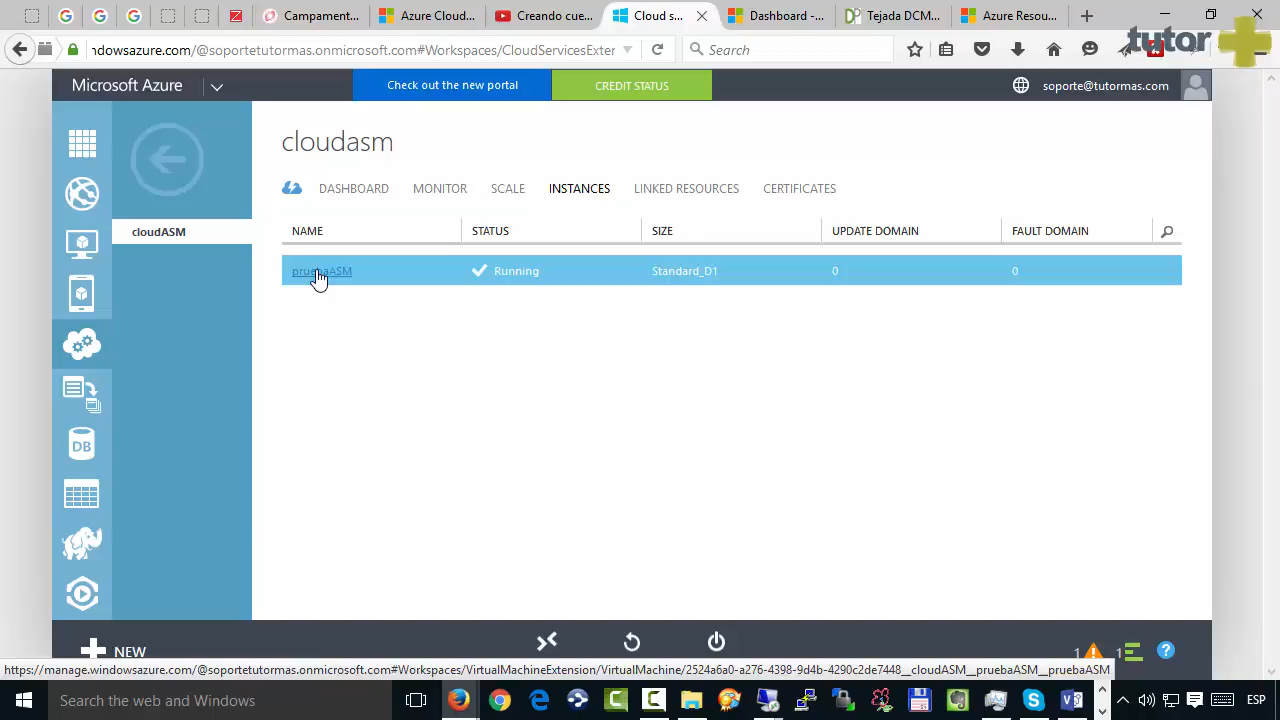 Campament...
Azure Cloud...
Creando cue...
Cloud s...
Dashboard -...
Tejada DCM...
Azure Resou...
ndowsazure.com/@soportetutormas.onmicrosoft.com#Workspaces/CloudServicesExter
Search
tutor
Microsoft Azure
Check out the new portal
CREDIT STATUS
soporte@tutormas.com
cloudasm
DASHBOARD MONITOR SCALE INSTANCES LINKED RESOURCES CERTIFICATES
cloudASM
NAME STATUS SIZE UPDATE DOMAIN FAULT DOMAIN
pruebaASM Running Standard_D1 0 0
DB
NEW
1 1 ?
https://manage.windowsazure.com/@soportetutormas.onmicrosoft.com#Workspaces/VirtualMachineExtension/VirtualMachine/2524a6a0-a276-4398-9d4b-4290c2de7448__cloudASM__pruebaASM__pruebaASM
Search the web and Windows
ESP